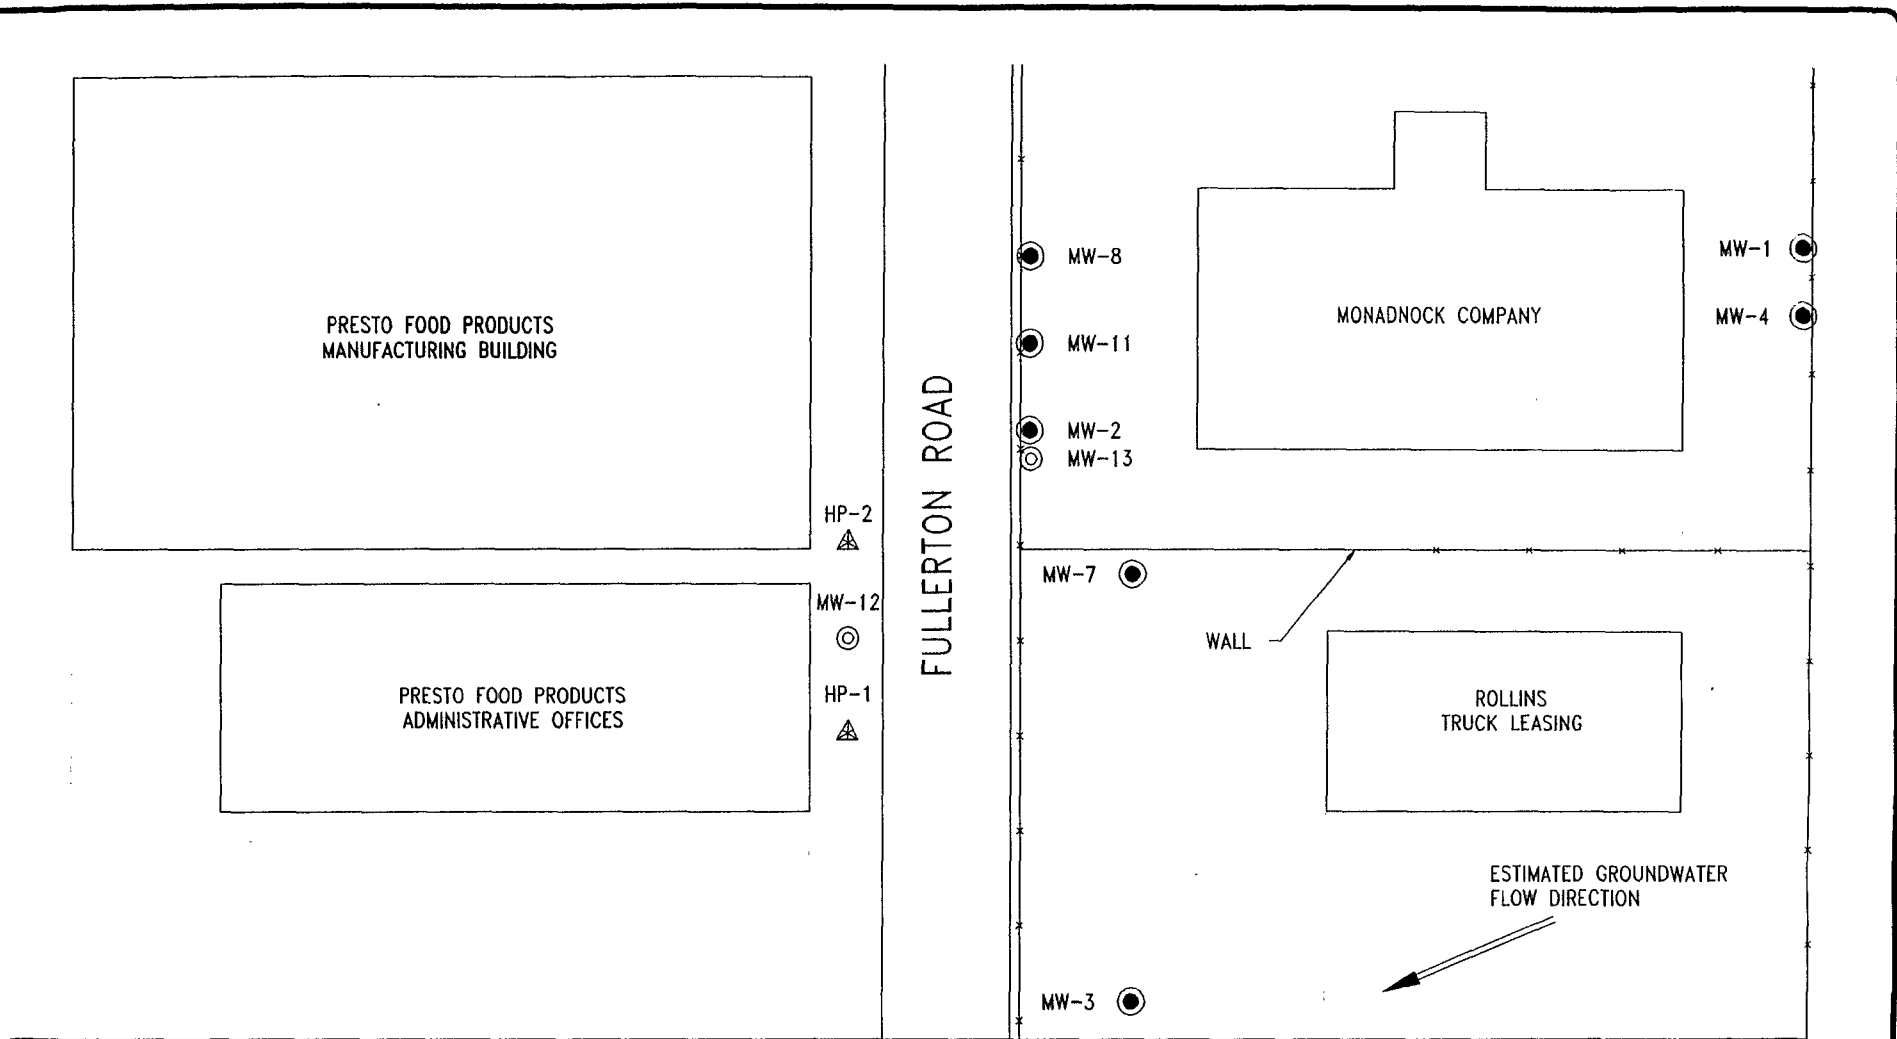 MW-8
MW-1
PRESTO FOOD PRODUCTS
MANUFACTURING BUILDING
MONADNOCK COMPANY
MW-4
MW-11
FULLERTON ROAD
MW-2
MW-13
HP-2
MW-7
MW-12
WALL
HP-1
PRESTO FOOD PRODUCTS
ADMINISTRATIVE OFFICES
ROLLINS
TRUCK LEASING
ESTIMATED GROUNDWATER
FLOW DIRECTION
MW-3